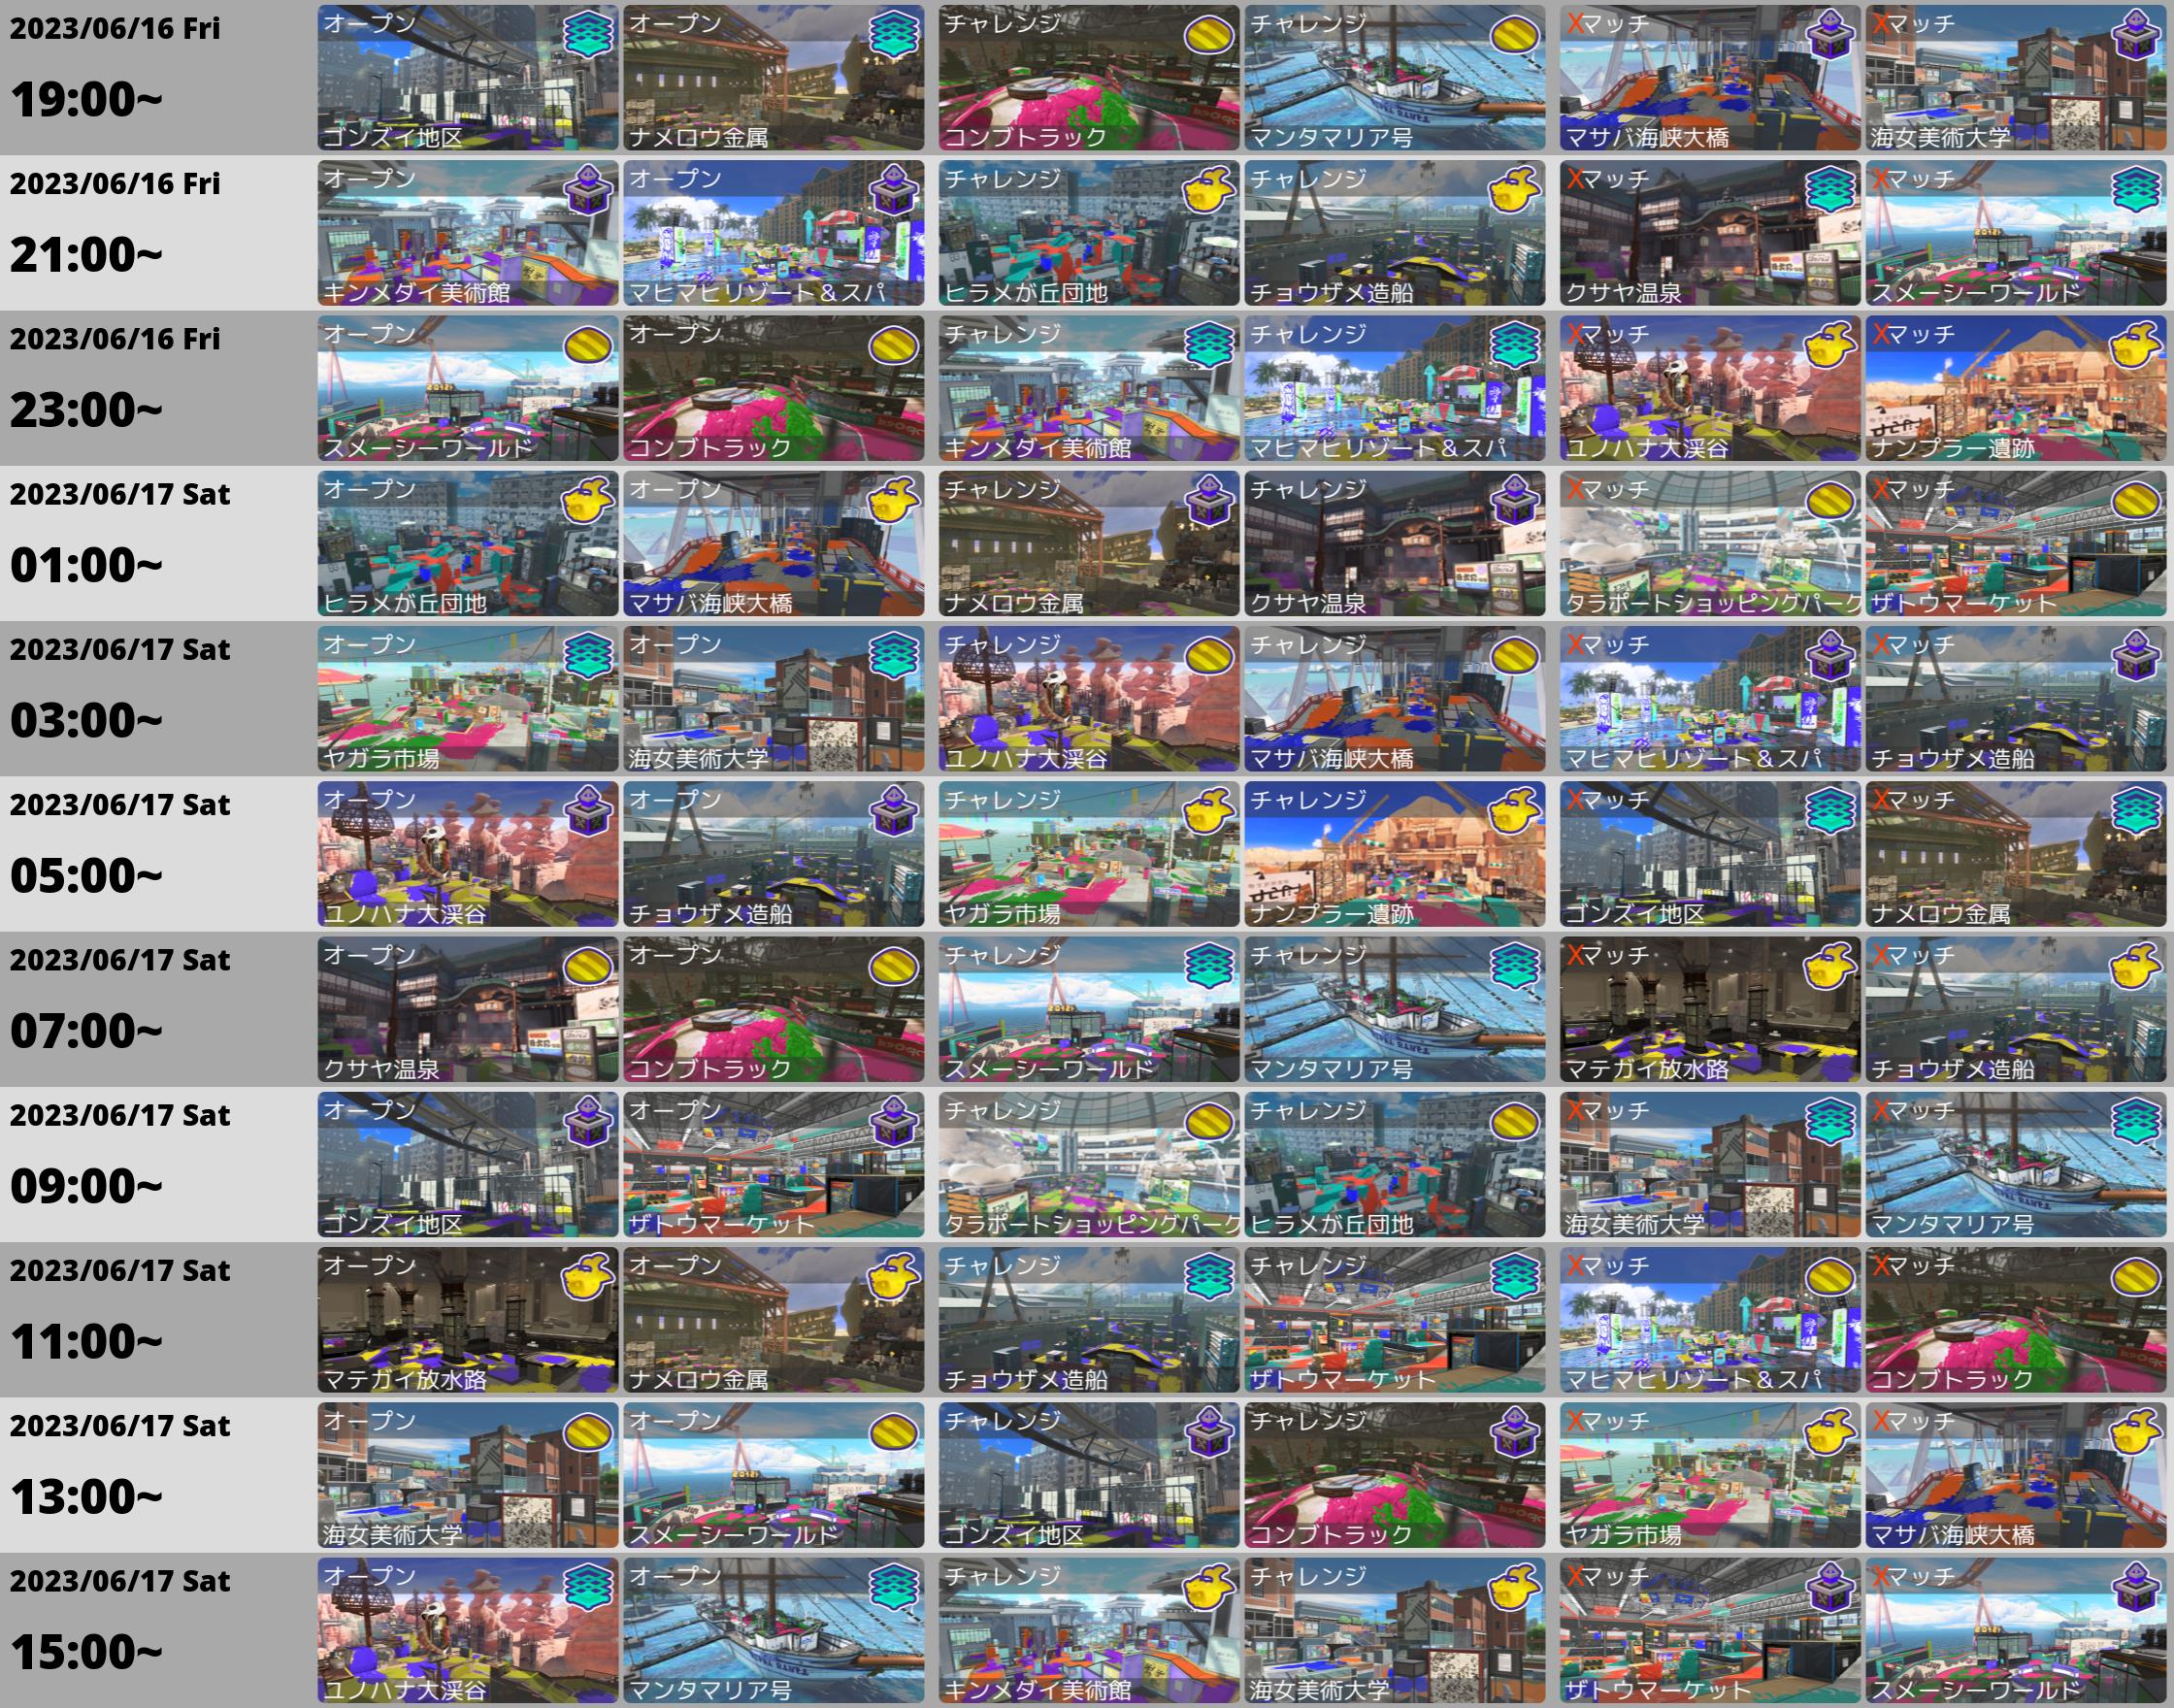 2023/06/16 Fri
19:00~
オープン オープン チャレンジ チャレンジ Xマッチ Xマッチ
ゴンズイ地区 ナメロウ金属 コンブトラック マンタマリア号 マサバ海峡大橋 海女美術大学
2023/06/16 Fri
21:00~
オープン オープン チャレンジ チャレンジ Xマッチ Xマッチ
キンメダイ美術館 マヒマヒリゾート＆スパ ヒラメが丘団地 チョウザメ造船 クサヤ温泉 スメーシーワールド
2023/06/16 Fri
23:00~
オープン オープン チャレンジ チャレンジ Xマッチ Xマッチ
スメーシーワールド コンブトラック キンメダイ美術館 マヒマヒリゾート＆スパ ユノハナ大渓谷 ナンプラー遺跡
2023/06/17 Sat
01:00~
オープン オープン チャレンジ チャレンジ Xマッチ Xマッチ
ヒラメが丘団地 マサバ海峡大橋 ナメロウ金属 クサヤ温泉 タラポートショッピングパーク ザトウマーケット
2023/06/17 Sat
03:00~
オープン オープン チャレンジ チャレンジ Xマッチ Xマッチ
ヤガラ市場 海女美術大学 ユノハナ大渓谷 マサバ海峡大橋 マヒマヒリゾート＆スパ チョウザメ造船
2023/06/17 Sat
05:00~
オープン オープン チャレンジ チャレンジ Xマッチ Xマッチ
ユノハナ大渓谷 チョウザメ造船 ヤガラ市場 ナンプラー遺跡 ゴンズイ地区 ナメロウ金属
2023/06/17 Sat
07:00~
オープン オープン チャレンジ チャレンジ Xマッチ Xマッチ
クサヤ温泉 コンブトラック スメーシーワールド マンタマリア号 マテガイ放水路 チョウザメ造船
2023/06/17 Sat
09:00~
オープン オープン チャレンジ チャレンジ Xマッチ Xマッチ
ゴンズイ地区 ザトウマーケット タラポートショッピングパーク ヒラメが丘団地 海女美術大学 マンタマリア号
2023/06/17 Sat
11:00~
オープン オープン チャレンジ チャレンジ Xマッチ Xマッチ
マテガイ放水路 ナメロウ金属 チョウザメ造船 ザトウマーケット マヒマヒリゾート＆スパ コンブトラック
2023/06/17 Sat
13:00~
オープン オープン チャレンジ チャレンジ Xマッチ Xマッチ
海女美術大学 スメーシーワールド ゴンズイ地区 コンブトラック ヤガラ市場 マサバ海峡大橋
2023/06/17 Sat
15:00~
オープン オープン チャレンジ チャレンジ Xマッチ Xマッチ
ユノハナ大渓谷 マンタマリア号 キンメダイ美術館 海女美術大学 ザトウマーケット スメーシーワールド